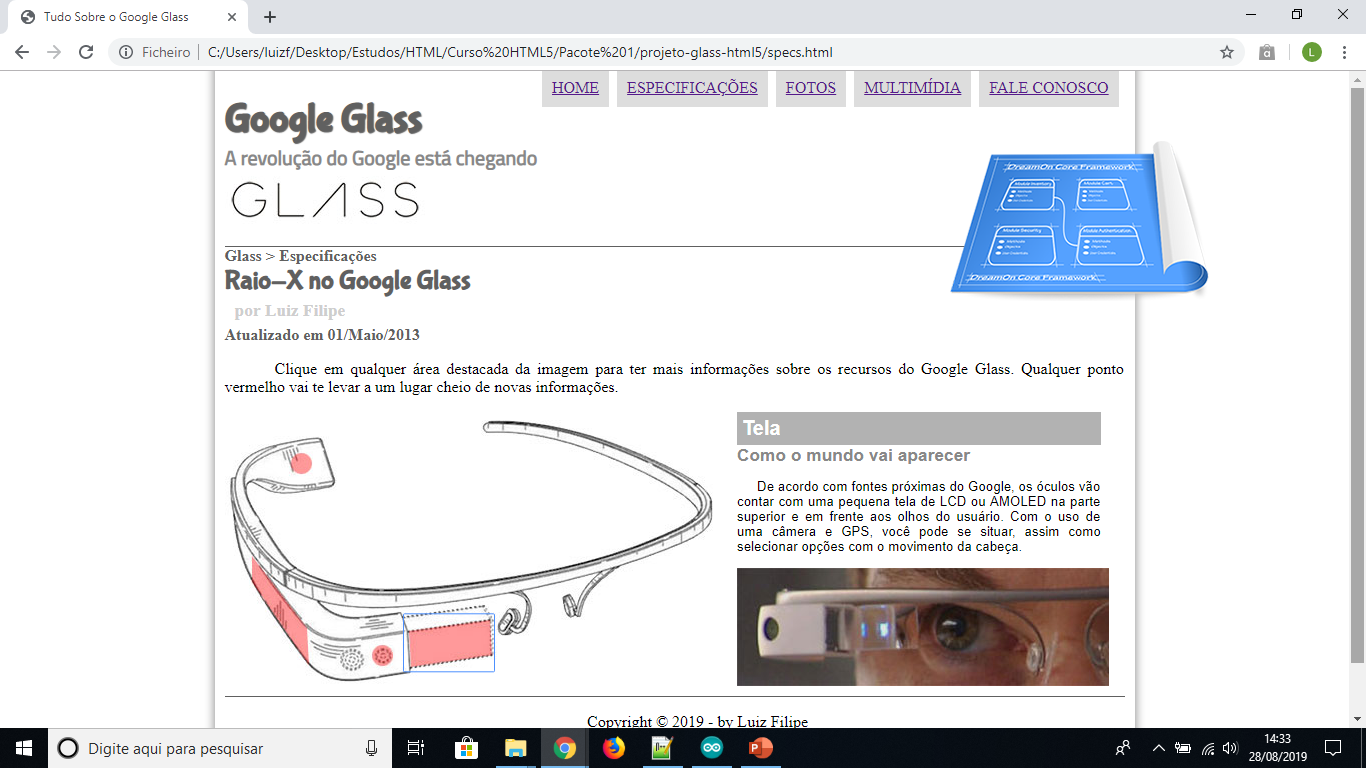 Tudo Sobre o Google Glass
Ficheiro | C:/Users/luizf/Desktop/Estudos/HTML/Curso%20HTML5/Pacote%201/projeto-glass-html5/specs.html
L
HOME ESPECIFICAÇÕES FOTOS MULTIMÍDIA FALE CONOSCO
Google Glass
A revolução do Google está chegando
GLASS
DreamOn Core Framework
Module Inventory
Module Security
Module Authentication
DreamOn Core Framework
Glass > Especificações
Raio-X no Google Glass
por Luiz Filipe
Atualizado em 01/Maio/2013
Clique em qualquer área destacada da imagem para ter mais informações sobre os recursos do Google Glass. Qualquer ponto
vermelho vai te levar a um lugar cheio de novas informações.
Tela
Como o mundo vai aparecer
De acordo com fontes próximas do Google, os óculos vão
contar com uma pequena tela de LCD ou AMOLED na parte
superior e em frente aos olhos do usuário. Com o uso de
uma câmera e GPS, você pode se situar, assim como
selecionar opções com o movimento da cabeça.
Copyright © 2019 - by Luiz Filipe
Digite aqui para pesquisar
14:33
28/08/2019